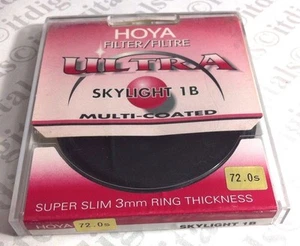 HOYA
FILTER/FILTRE
ULTRA
SKYLIGHT 1B
MULTI-COATED
72.0s
SUPER SLIM 3mm RING THICKNESS
HOYA 72.0s SKYLIGHT 1B